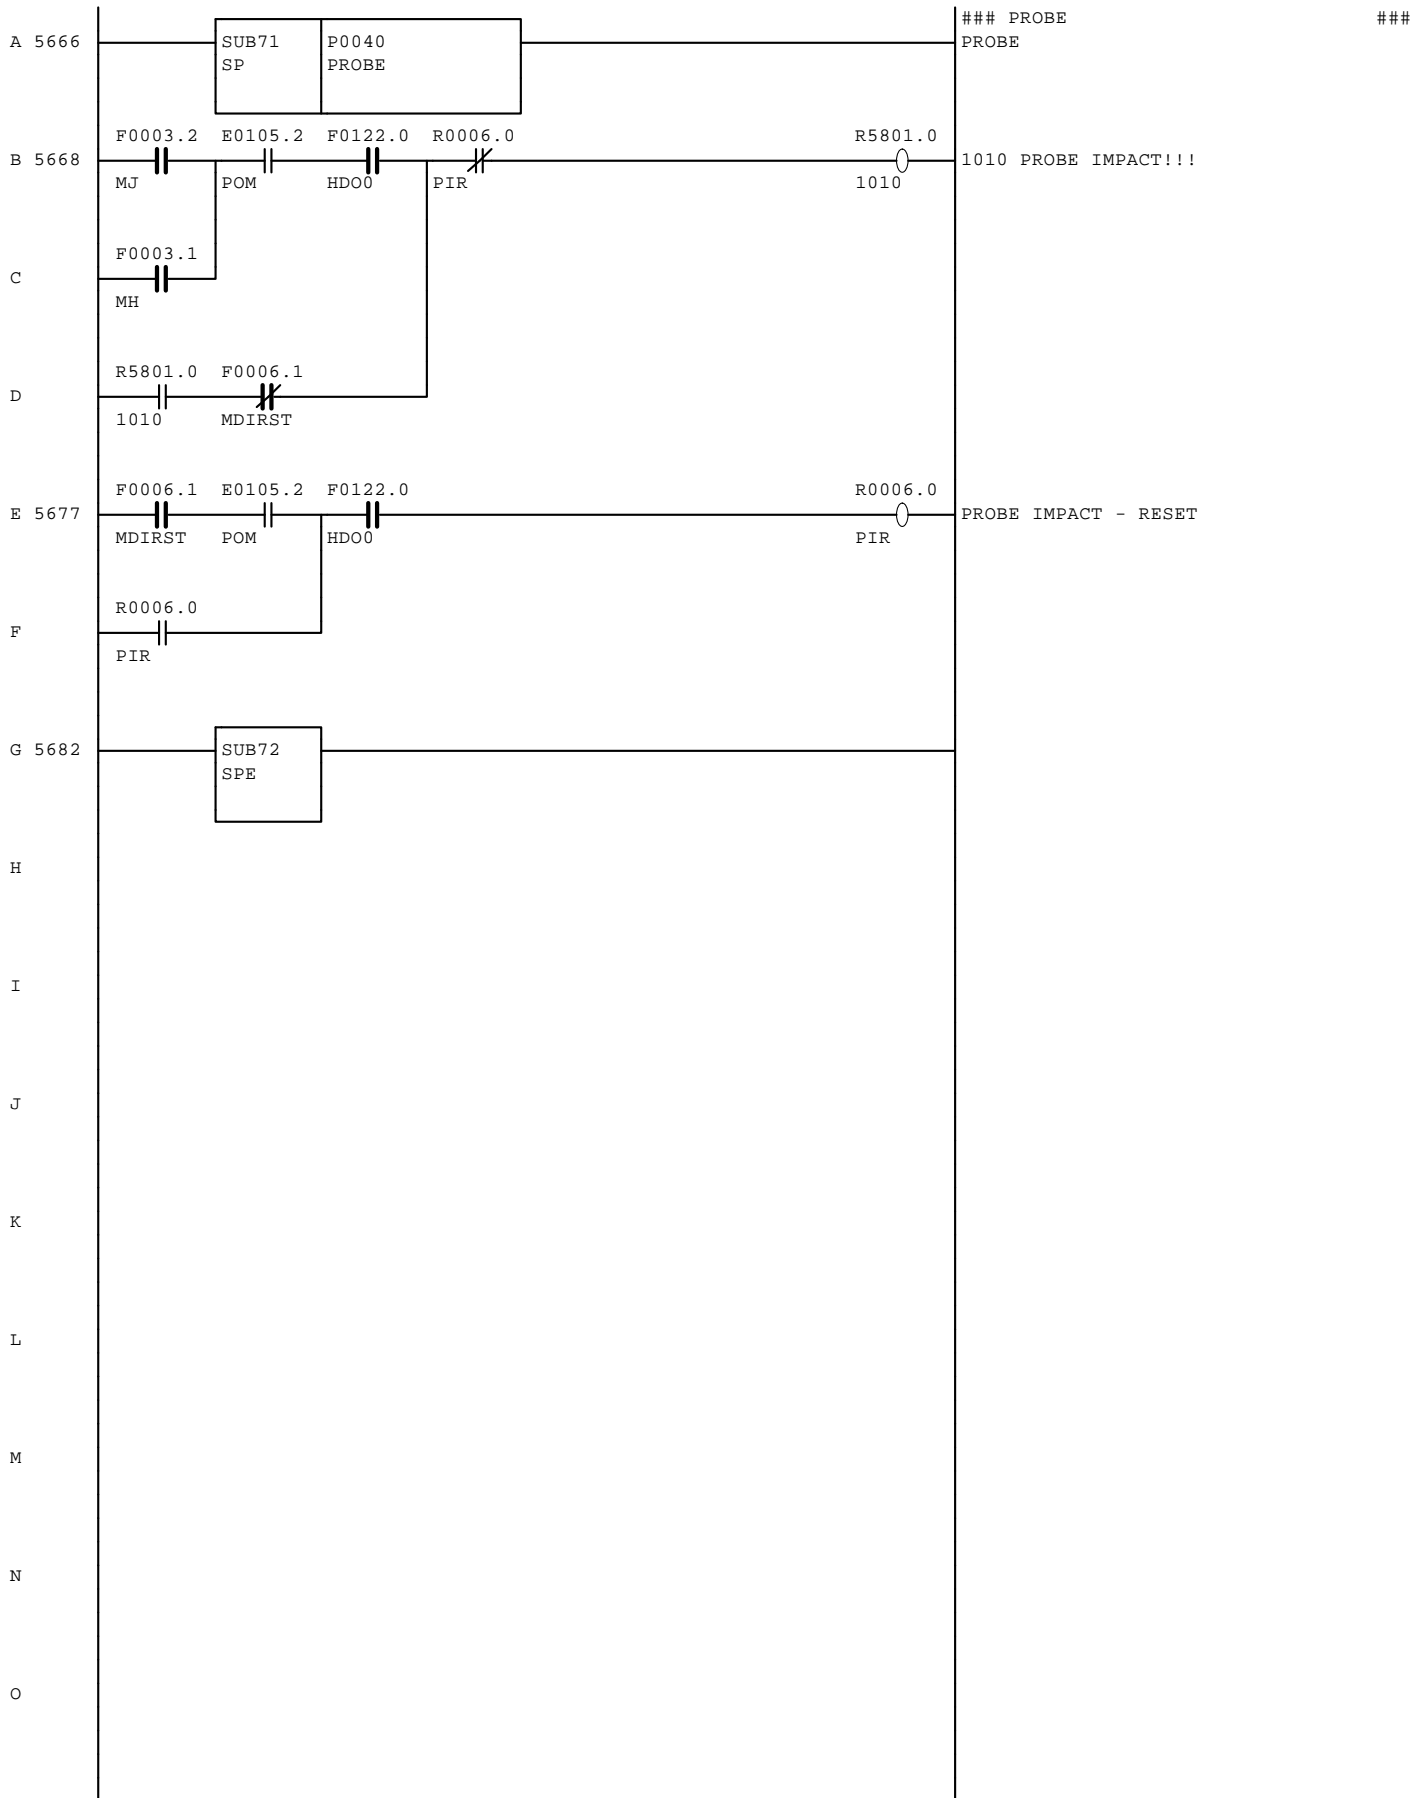 ### PROBE ###
A 5666 SUB71 P0040 PROBE
SP PROBE
F0003.2 E0105.2 F0122.0 R0006.0 R5801.0
B 5668 1010 PROBE IMPACT!!!
MJ POM HDO0 PIR 1010
F0003.1
C
MH
R5801.0 F0006.1
D
1010 MDIRST
F0006.1 E0105.2 F0122.0 R0006.0
E 5677 PROBE IMPACT - RESET
MDIRST POM HDO0 PIR
R0006.0
F
PIR
G 5682 SUB72
SPE
H
I
J
K
L
M
N
O